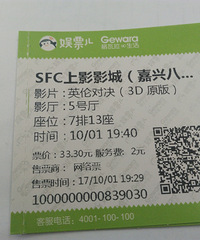 娱票儿 Gewara
SFC上影影城（嘉兴八...
影片：英伦对决（3D 原版）
影厅：5号厅
座位：7排13座
时间：10/01 19:40
票价：33.30元 服务费：2元
售票商：网络票
售票时间：17/10/01 19:29
1000000000839030
客服电话：4001-100-100